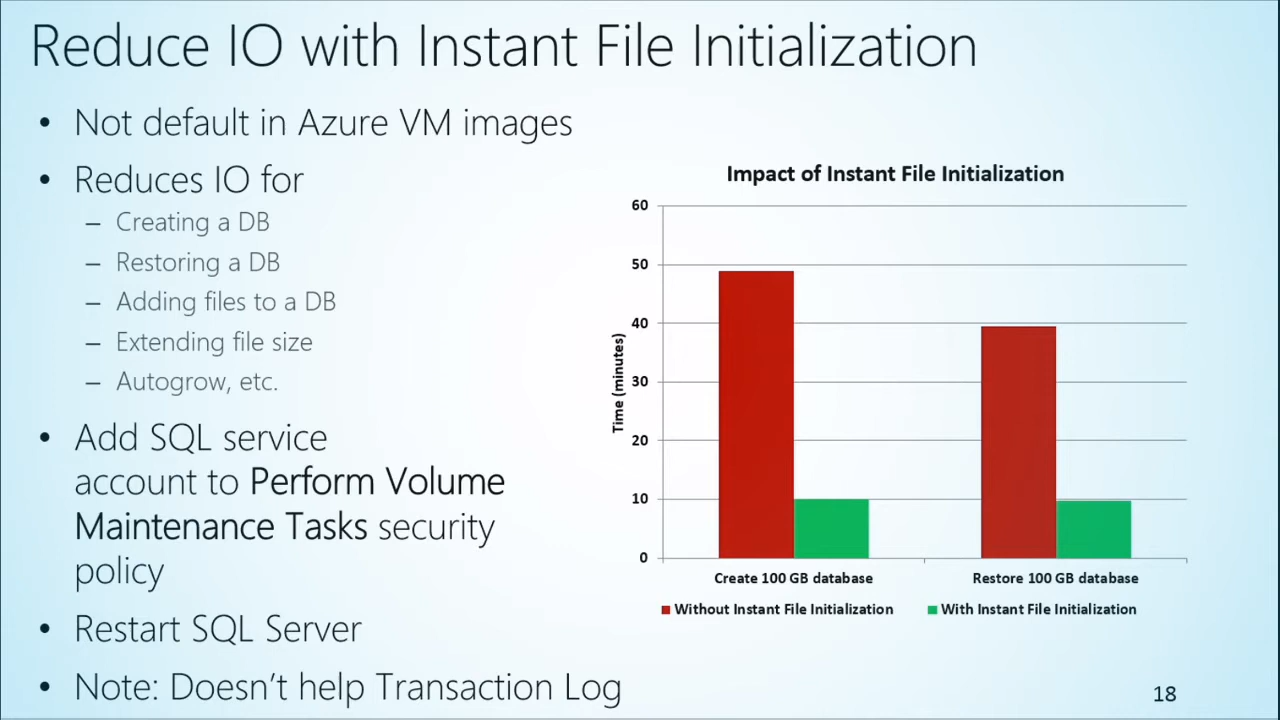 Reduce IO with Instant File Initialization
• Not default in Azure VM images
• Reduces IO for
– Creating a DB
– Restoring a DB
– Adding files to a DB
– Extending file size
– Autogrow, etc.
• Add SQL service
account to Perform Volume
Maintenance Tasks security
policy
• Restart SQL Server
• Note: Doesn't help Transaction Log
Impact of Instant File Initialization
60
50
40
30
20
10
0
Time (minutes)
Create 100 GB database
Restore 100 GB database
Without Instant File Initialization
With Instant File Initialization
18